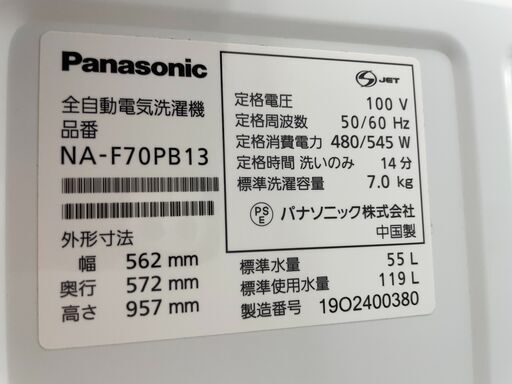 Panasonic
全自動電気洗濯機
品番
NA-F70PB13
外形寸法
幅 562 mm
奥行 572 mm
高さ 957 mm
S JET
定格電圧 100 V
定格周波数 50/60 Hz
定格消費電力 480/545 W
定格時間 洗いのみ 14 分
標準洗濯容量 7.0 kg
PS E パナソニック株式会社
中国製
標準水量 55 L
標準使用水量 119 L
製造番号 19O2400380